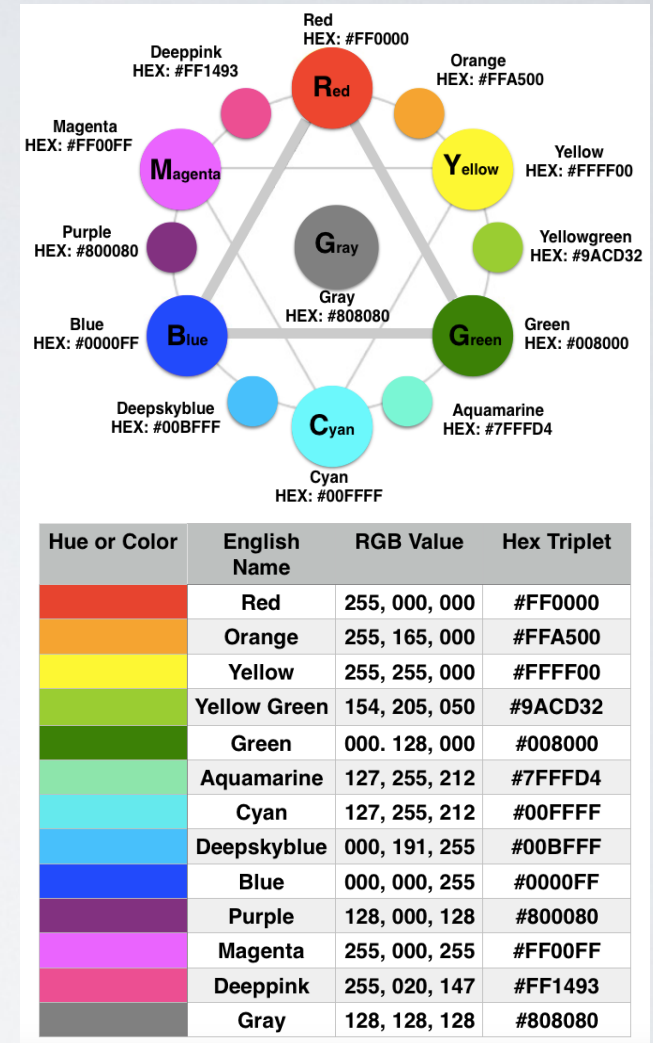 Red
HEX: #FF0000
Deeppink
HEX: #FF1493
Orange
HEX: #FFA500
Red
Magenta
HEX: #FF00FF
Magenta
Yellow
Yellow
HEX: #FFFF00
Purple
HEX: #800080
Gray
Yellowgreen
HEX: #9ACD32
Gray
HEX: #808080
Blue
HEX: #0000FF
Blue
Green
Green
HEX: #008000
Deepskyblue
HEX: #00BFFF
Cyan
Aquamarine
HEX: #7FFFD4
Cyan
HEX: #00FFFF
Hue or Color English Name RGB Value Hex Triplet
Red 255, 000, 000 #FF0000
Orange 255, 165, 000 #FFA500
Yellow 255, 255, 000 #FFFF00
Yellow Green 154, 205, 050 #9ACD32
Green 000. 128, 000 #008000
Aquamarine 127, 255, 212 #7FFFD4
Cyan 127, 255, 212 #00FFFF
Deepskyblue 000, 191, 255 #00BFFF
Blue 000, 000, 255 #0000FF
Purple 128, 000, 128 #800080
Magenta 255, 000, 255 #FF00FF
Deeppink 255, 020, 147 #FF1493
Gray 128, 128, 128 #808080